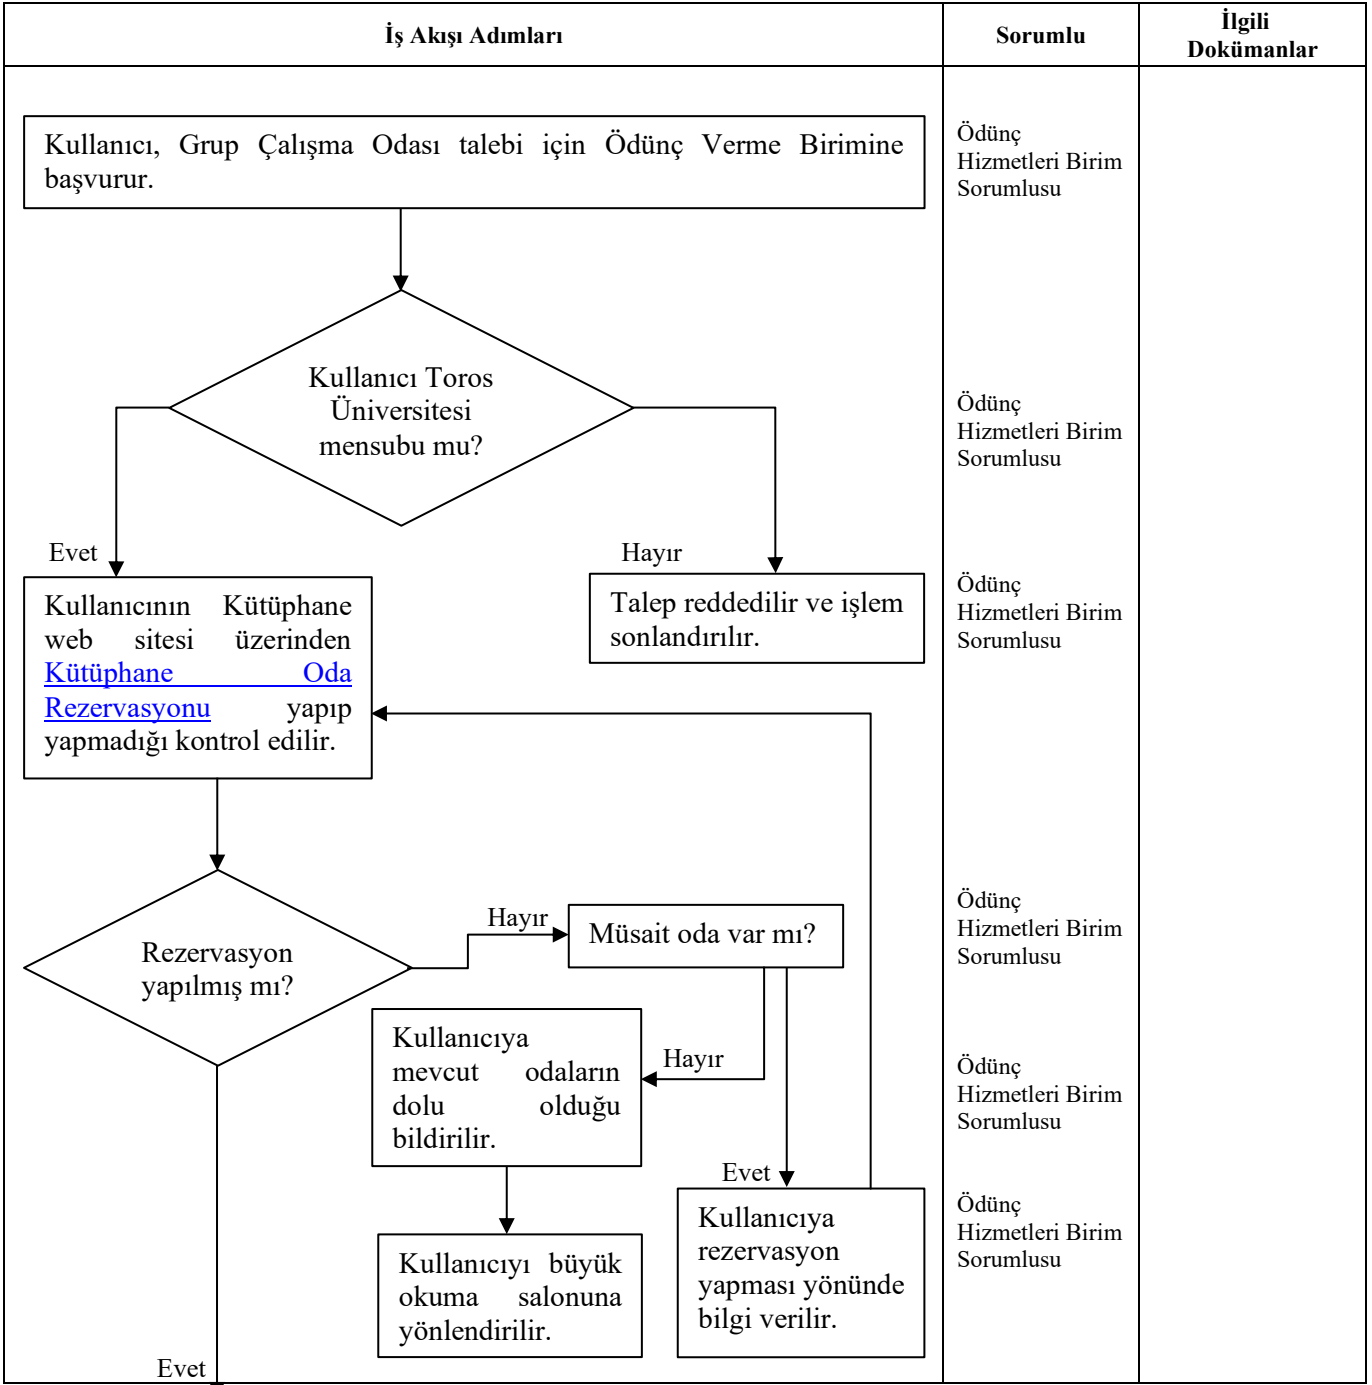 İş Akışı Adımları
Sorumlu
İlgili
Dokümanlar
Kullanıcı, Grup Çalışma Odası talebi için Ödünç Verme Birimine
başvurur.
Ödünç
Hizmetleri Birim
Sorumlusu
Kullanıcı Toros
Üniversitesi
mensubu mu?
Ödünç
Hizmetleri Birim
Sorumlusu
Evet
Hayır
Kullanıcının Kütüphane
web sitesi üzerinden
Kütüphane Oda
Rezervasyonu yapıp
yapmadığı kontrol edilir.
Talep reddedilir ve işlem
sonlandırılır.
Ödünç
Hizmetleri Birim
Sorumlusu
Rezervasyon
yapılmış mı?
Hayır
Müsait oda var mı?
Ödünç
Hizmetleri Birim
Sorumlusu
Kullanıcıya
mevcut odaların
dolu olduğu
bildirilir.
Hayır
Ödünç
Hizmetleri Birim
Sorumlusu
Evet
Kullanıcıya
rezervasyon
yapması yönünde
bilgi verilir.
Ödünç
Hizmetleri Birim
Sorumlusu
Kullanıcıyı büyük
okuma salonuna
yönlendirilir.
Evet